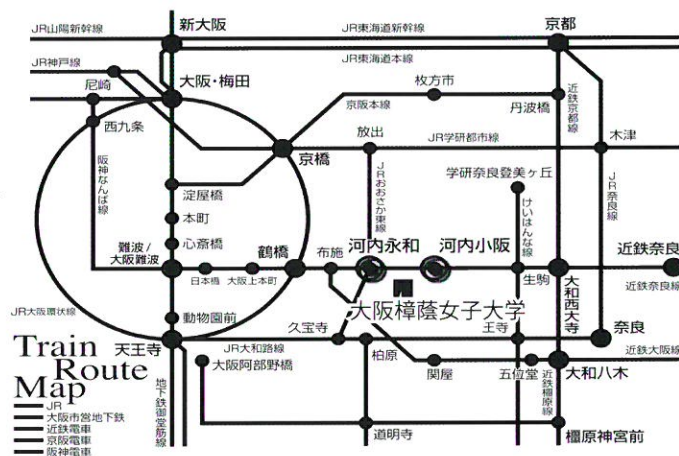 JR山陽新幹線
新大阪
JR東海道新幹線
京都
JR東海道本線
JR神戸線
尼崎
大阪・梅田
枚方市
京阪本線
丹波橋
近鉄京都線
西九条
放出
JR学研都市線
木津
京橋
阪神なんば線
淀屋橋
JRおおさか東線
学研奈良登美ヶ丘
けいはんな線
JR奈良線
本町
心斎橋
鶴橋
布施
河内永和
河内小阪
近鉄奈良
難波/
大阪難波
日本橋
大阪上本町
生駒
大和西大寺
近鉄奈良線
大阪樟蔭女子大学
JR大阪環状線
動物園前
久宝寺
王寺
奈良
天王寺
JR大和路線
柏原
近鉄大阪線
大阪阿部野橋
関屋
五位堂
大和八木
近鉄橿原線
地下鉄御堂筋線
道明寺
橿原神宮前
Train
Route
Map
JR
大阪市営地下鉄
近鉄電車
京阪電車
阪神電車